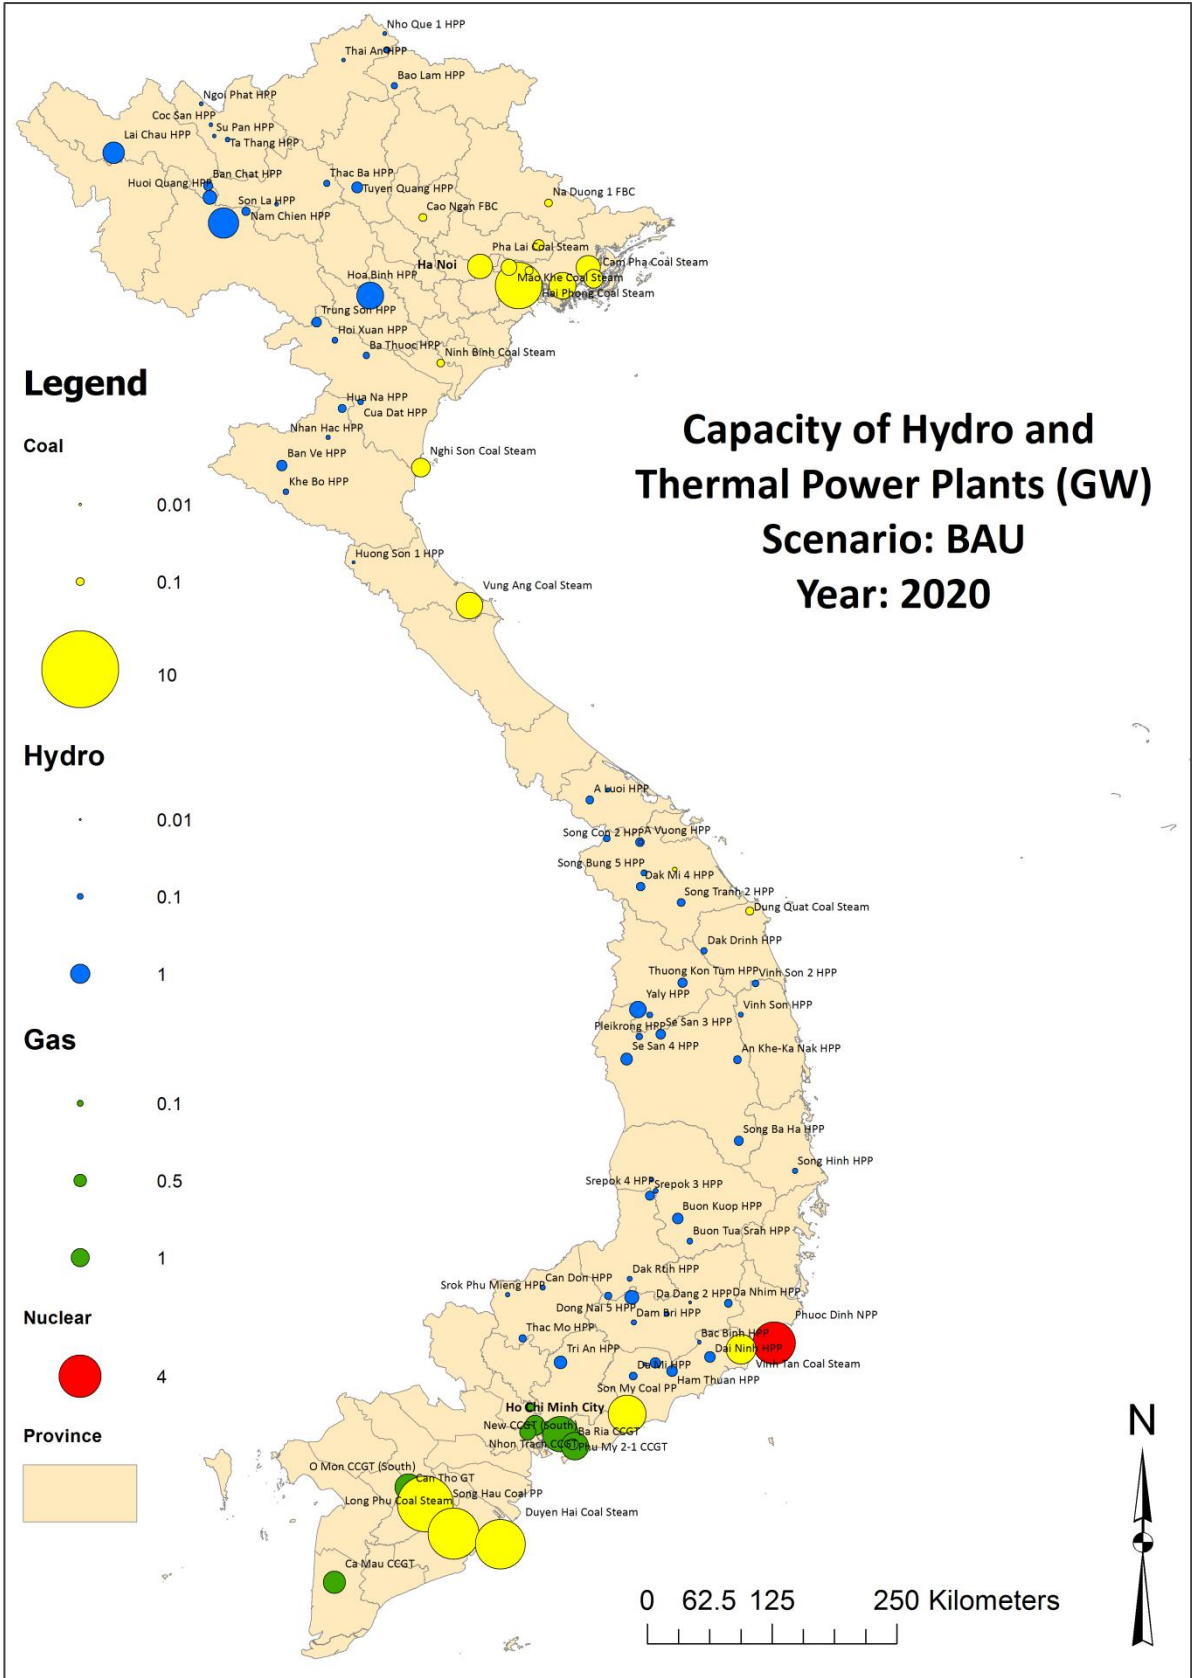 Nho Que 1 HPP
Thai An HPP
Bao Lam HPP
Ngoi Phat HPP
Coc San HPP
Su Pan HPP
Lai Chau HPP
Ta Thang HPP
Ban Chat HPP
Thac Ba HPP
Huoi Quang HPP
Tuyen Quang HPP
Na Duong 1 FBC
Son La HPP
Cao Ngan FBC
Nam Chien HPP
Pha Lai Coal Steam
Ha Noi
Cam Pha Coal Steam
Hoa Binh HPP
Mao Khe Coal Steam
Hai Phong Coal Steam
Trung Son HPP
Hoi Xuan HPP
Ba Thuoc HPP
Ninh Binh Coal Steam
Hua Na HPP
Cua Dat HPP
Nhan Hac HPP
Nghi Son Coal Steam
Ban Ve HPP
Khe Bo HPP
Huong Son 1 HPP
Vung Ang Coal Steam
Capacity of Hydro and
Thermal Power Plants (GW)
Scenario: BAU
Year: 2020
Legend
Coal
0.01
0.1
10
Hydro
0.01
0.1
1
Gas
0.1
0.5
1
Nuclear
4
Province
A Luoi HPP
Song Con 2 HPP
A Vuong HPP
Song Bung 5 HPP
Dak Mi 4 HPP
Song Tranh 2 HPP
Dung Quat Coal Steam
Dak Drinh HPP
Thuong Kon Tum HPP
Vinh Son 2 HPP
Yaly HPP
Vinh Son HPP
Pleikrong HPP
Se San 3 HPP
Se San 4 HPP
An Khe-Ka Nak HPP
Song Ba Ha HPP
Song Hinh HPP
Srepok 4 HPP
Srepok 3 HPP
Buon Kuop HPP
Buon Tua Srah HPP
Dak Rtih HPP
Can Don HPP
Srok Phu Mieng HPP
Da Dang 2 HPP
Da Nhim HPP
Dong Nai 5 HPP
Dam Bri HPP
Phuoc Dinh NPP
Thac Mo HPP
Bac Binh HPP
Tri An HPP
Dai Ninh HPP
Da Mi HPP
Vinh Tan Coal Steam
Ham Thuan HPP
Son My Coal PP
Ho Chi Minh City
New CCGT (South)
Ba Ria CCGT
Nhon Trach CCGT
Phu My 2-1 CCGT
O Mon CCGT (South)
Can Tho GT
Song Hau Coal PP
Long Phu Coal Steam
Duyen Hai Coal Steam
Ca Mau CCGT
N
0 62.5 125 250 Kilometers